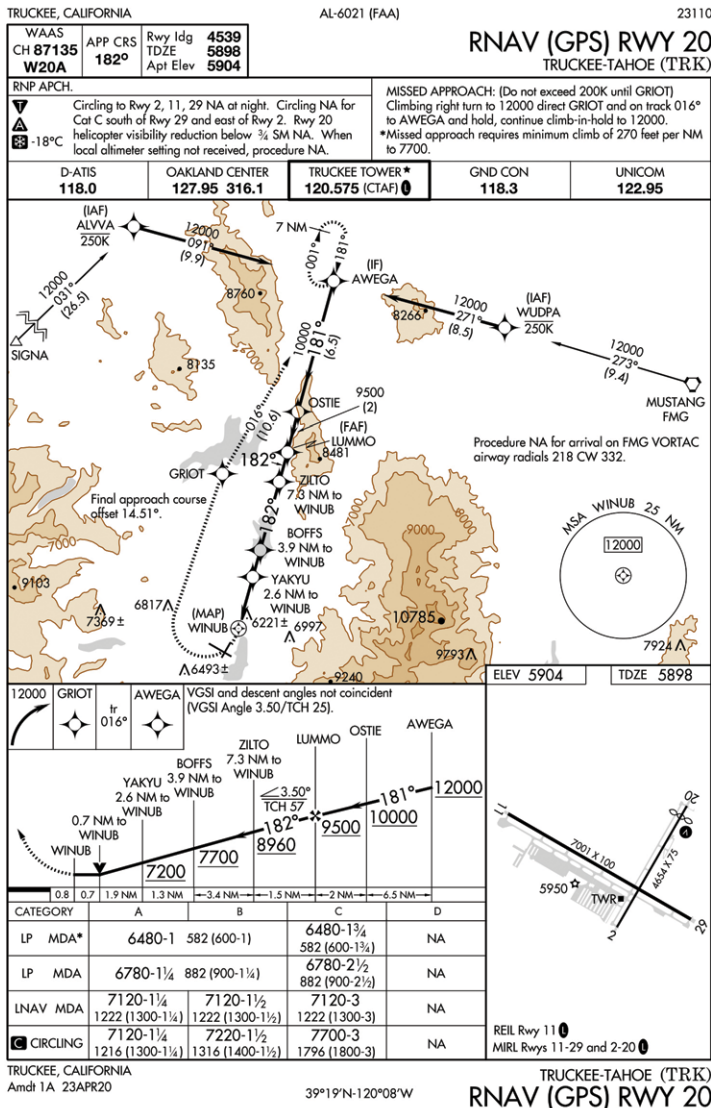 TRUCKEE, CALIFORNIA
AL-6021 (FAA)
23110
WAAS
CH 87135
W20A
APP CRS
182°
Rwy ldg 4539
TDZE 5898
Apt Elev 5904
RNAV (GPS) RWY 20
TRUCKEE-TAHOE (TRK)
RNP APCH.
T
A
-18°C
Circling to Rwy 2, 11, 29 NA at night. Circling NA for
Cat C south of Rwy 29 and east of Rwy 2. Rwy 20
helicopter visibility reduction below ¾ SM NA. When
local altimeter setting not received, procedure NA.
MISSED APPROACH: (Do not exceed 200K until GRIOT)
Climbing right turn to 12000 direct GRIOT and on track 016°
to AWEGA and hold, continue climb-in-hold to 12000.
*Missed approach requires minimum climb of 270 feet per NM
to 7700.
D-ATIS
118.0
OAKLAND CENTER
127.95 316.1
TRUCKEE TOWER*
120.575 (CTAF) L
GND CON
118.3
UNICOM
122.95
(IAF)
ALVVA
250K
12000
091°
(9.9)
7 NM
001°
181°
(IF)
AWEGA
12000
031°
(26.5)
SIGNA
8760
8266
12000
271°
(8.5)
(IAF)
WUDPA
250K
12000
273°
(9.4)
MUSTANG
FMG
8135
10000
181°
(6.5)
016°
(10.6)
OSTIE
9500
(2)
(FAF)
LUMMO
8481
182°
GRIOT
ZILTO
7.3 NM to
WINUB
Procedure NA for arrival on FMG VORTAC
airway radials 218 CW 332.
Final approach course
offset 14.51°.
182°
7000
BOFFS
3.9 NM to
WINUB
9000
8000
MSA WINUB 25 NM
12000
YAKYU
2.6 NM to
WINUB
9103
7369±
6817
(MAP)
WINUB
6221±
6997
10785
6493±
9793
7924
9240
12000
GRIOT
tr
016°
AWEGA
VGSI and descent angles not coincident
(VGSI Angle 3.50/TCH 25).
ELEV 5904
TDZE 5898
0.7 NM to
WINUB
WINUB
YAKYU
2.6 NM to
WINUB
BOFFS
3.9 NM to
WINUB
ZILTO
7.3 NM to
WINUB
LUMMO
OSTIE
AWEGA
3.50°
TCH 57
182°
181°
7200
7700
8960
9500
10000
12000
0.8
0.7
1.9 NM
1.3 NM
3.4 NM
1.5 NM
2 NM
6.5 NM
11
20
A
7001 X 100
4654 X 75
5950
TWR
2
29
CATEGORY A B C D
LP MDA* 6480-1 582 (600-1) 6480-1¾ 582 (600-1¾) NA
LP MDA 6780-1¼ 882 (900-1¼) 6780-2½ 882 (900-2½) NA
LNAV MDA 7120-1¼ 1222 (1300-1¼) 7120-1½ 1222 (1300-1½) 7120-3 1222 (1300-3) NA
C CIRCLING 7120-1¼ 1216 (1300-1¼) 7220-1½ 1316 (1400-1½) 7700-3 1796 (1800-3) NA
REIL Rwy 11 L
MIRL Rwys 11-29 and 2-20 L
TRUCKEE, CALIFORNIA
Amdt 1A 23APR20
39°19'N-120°08'W
TRUCKEE-TAHOE (TRK)
RNAV (GPS) RWY 20